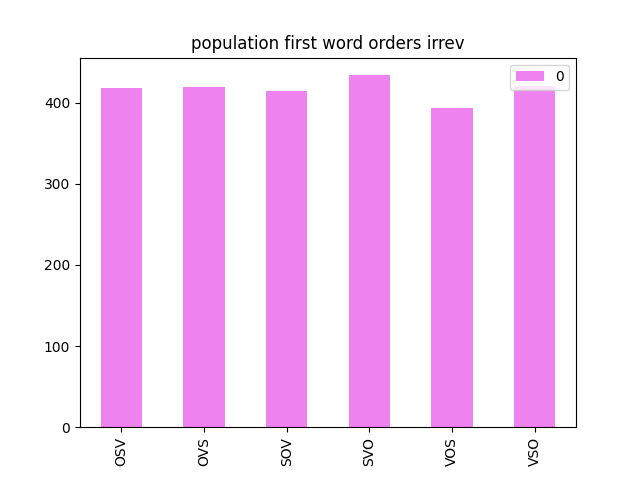 population first word orders irrev
0
400
300
200
100
0
OSV
OVS
SOV
SVO
VOS
VSO